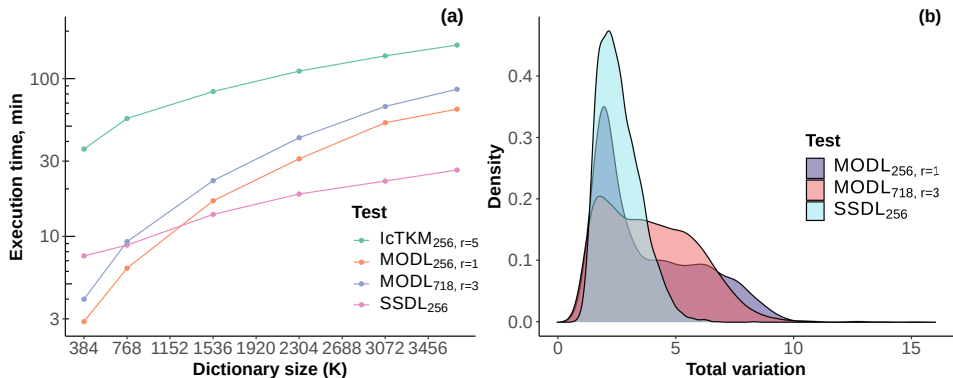 (a)
Execution time, min
100
30
10
3
384 768 1152 1536 1920 2304 2688 3072 3456
Dictionary size (K)
Test
IcTKM256, r=5
MODL256, r=1
MODL718, r=3
SSDL256
(b)
Density
0.4
0.3
0.2
0.1
0.0
0 5 10 15
Total variation
Test
MODL256, r=1
MODL718, r=3
SSDL256